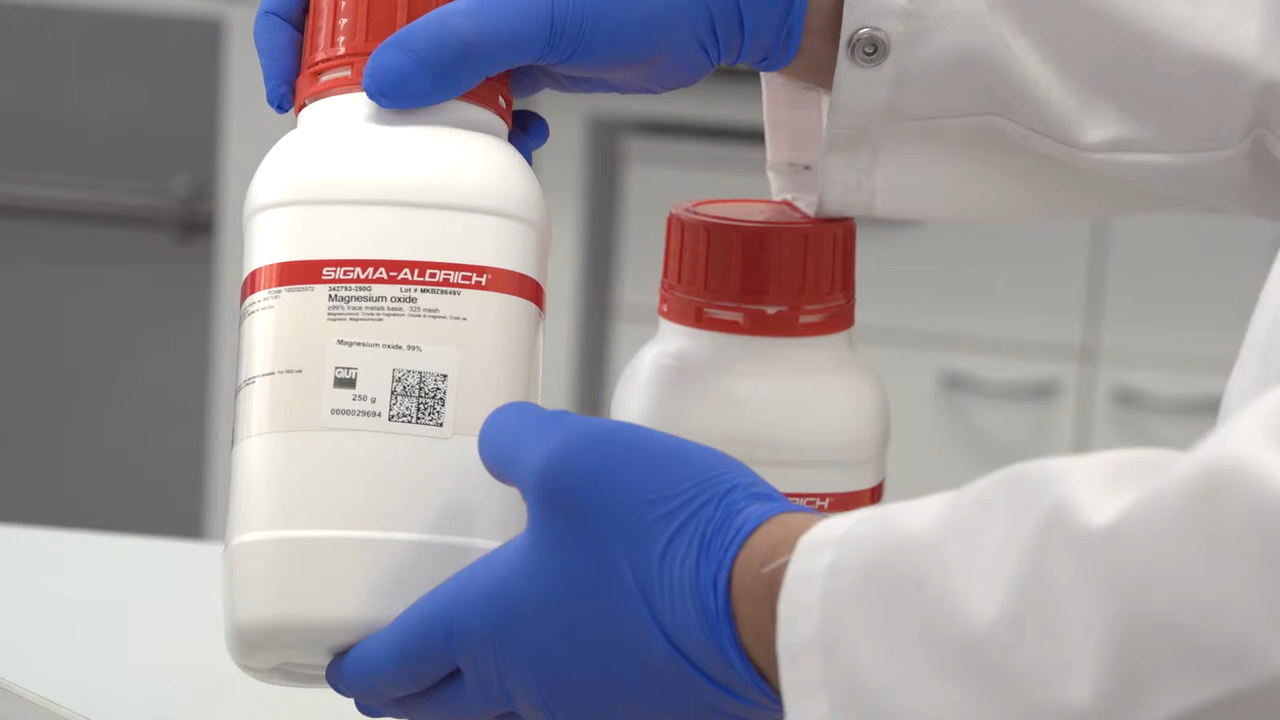 SIGMA-ALDRICH®
342793-250G Lot # MKBZ8649V
Magnesium oxide
≥99% trace metals basis, -325 mesh
Magnesium oxide, 99%
QUT
250 g
0000029694
RICH®